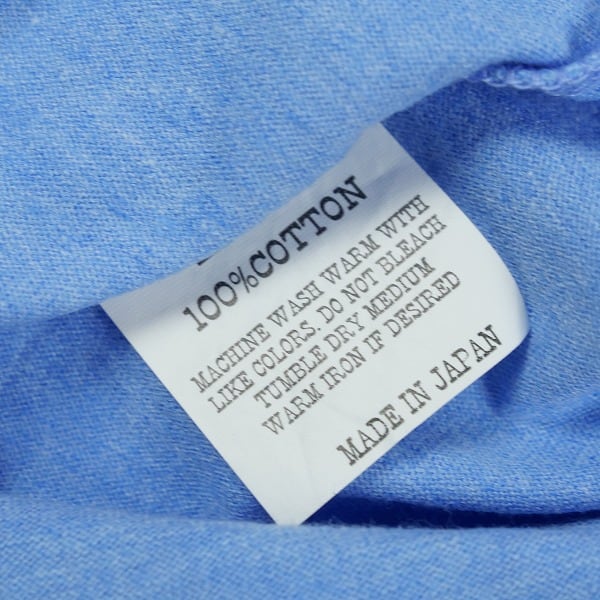 100%COTTON
MACHINE WASH WARM WITH
LIKE COLORS. DO NOT BLEACH
TUMBLE DRY MEDIUM
WARM IRON IF DESIRED
MADE IN JAPAN